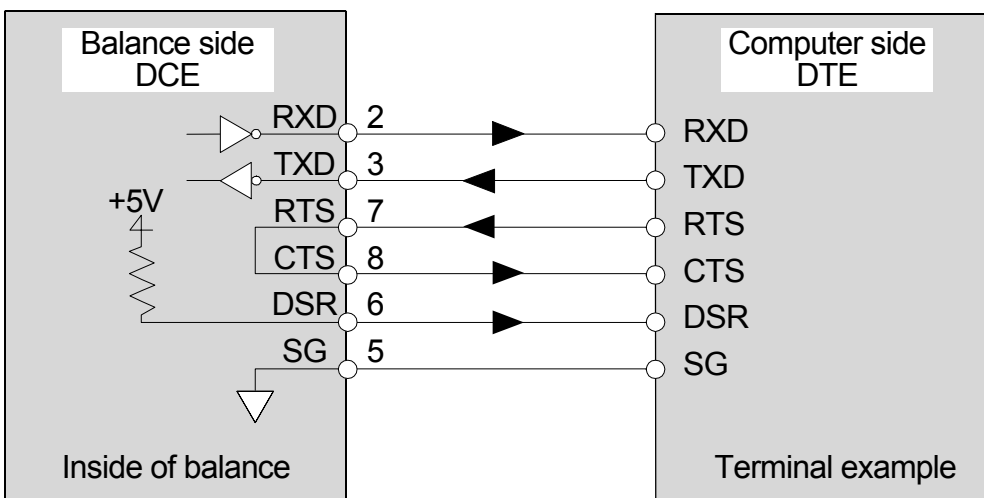 Balance side
DCE
Computer side
DTE
RXD 2 RXD
TXD 3 TXD
+5V
RTS 7 RTS
CTS 8 CTS
DSR 6 DSR
SG 5 SG
Inside of balance
Terminal example